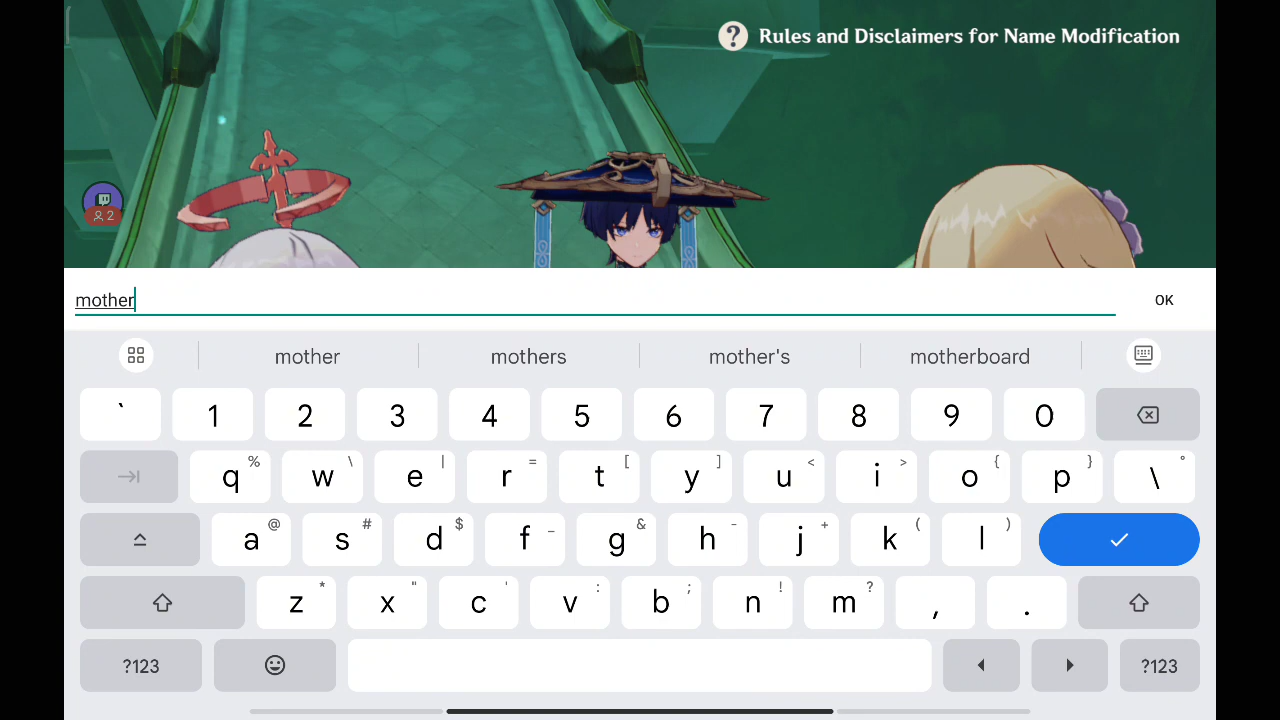 Rules and Disclaimers for Name Modification
2
mother
OK
mother mothers mother's motherboard
` 1 2 3 4 5 6 7 8 9 0
q % w \ e | r = t [ y ] u < i > o { p } \ °
a @ s # d $ f _ g & h - j + k ( l )
z * x " c ' v : b ; n ! m ? , .
?123 ?123